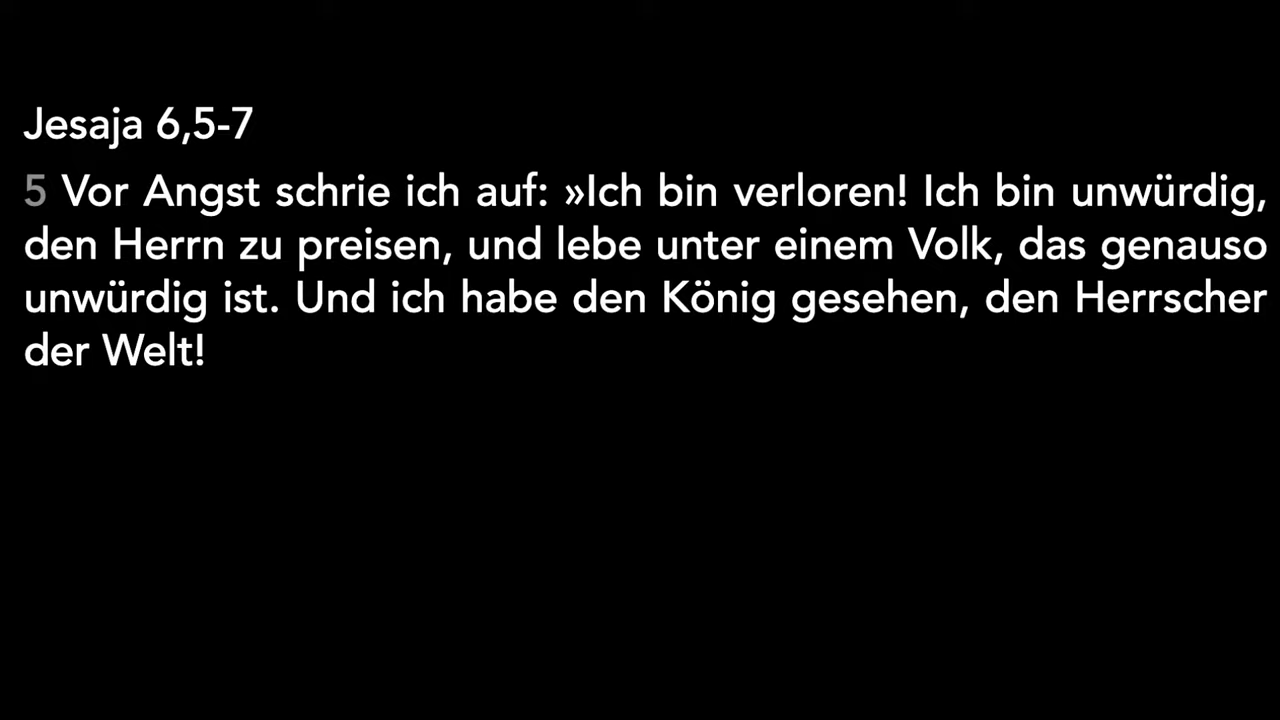 Jesaja 6,5-7
5 Vor Angst schrie ich auf: »Ich bin verloren! Ich bin unwürdig,
den Herrn zu preisen, und lebe unter einem Volk, das genauso
unwürdig ist. Und ich habe den König gesehen, den Herrscher
der Welt!